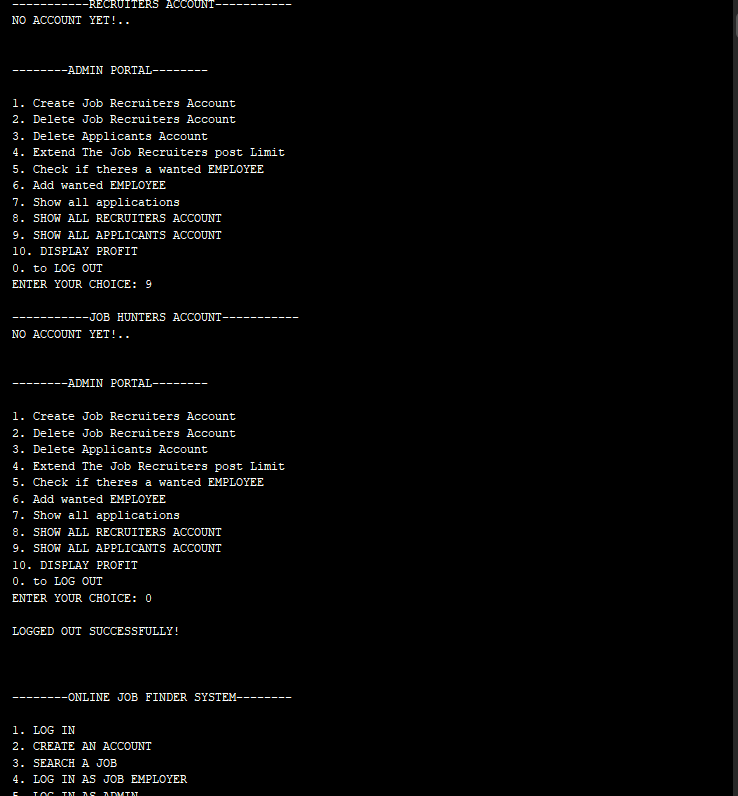 -----------RECRUITERS ACCOUNT-----------
NO ACCOUNT YET!..
--------ADMIN PORTAL--------
1. Create Job Recruiters Account
2. Delete Job Recruiters Account
3. Delete Applicants Account
4. Extend The Job Recruiters post Limit
5. Check if theres a wanted EMPLOYEE
6. Add wanted EMPLOYEE
7. Show all applications
8. SHOW ALL RECRUITERS ACCOUNT
9. SHOW ALL APPLICANTS ACCOUNT
10. DISPLAY PROFIT
0. to LOG OUT
ENTER YOUR CHOICE: 9
-----------JOB HUNTERS ACCOUNT-----------
NO ACCOUNT YET!..
--------ADMIN PORTAL--------
1. Create Job Recruiters Account
2. Delete Job Recruiters Account
3. Delete Applicants Account
4. Extend The Job Recruiters post Limit
5. Check if theres a wanted EMPLOYEE
6. Add wanted EMPLOYEE
7. Show all applications
8. SHOW ALL RECRUITERS ACCOUNT
9. SHOW ALL APPLICANTS ACCOUNT
10. DISPLAY PROFIT
0. to LOG OUT
ENTER YOUR CHOICE: 0
LOGGED OUT SUCCESSFULLY!
--------ONLINE JOB FINDER SYSTEM--------
1. LOG IN
2. CREATE AN ACCOUNT
3. SEARCH A JOB
4. LOG IN AS JOB EMPLOYER
5. LOG IN AS ADMIN